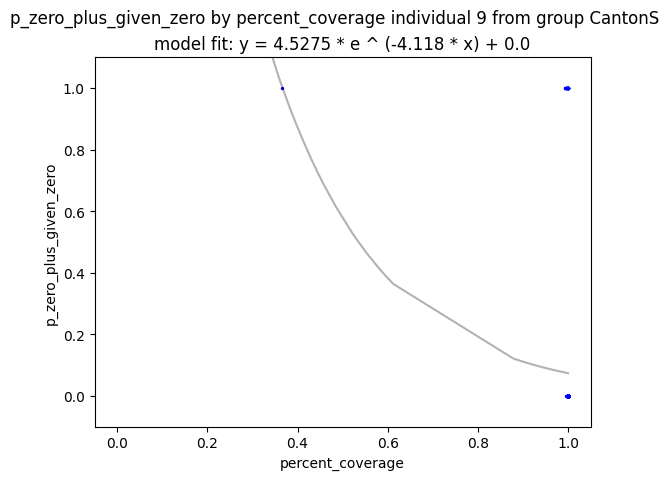 p_zero_plus_given_zero by percent_coverage individual 9 from group CantonS
model fit: y = 4.5275 * e ^ (-4.118 * x) + 0.0
1.0
0.8
0.6
0.4
0.2
0.0
p_zero_plus_given_zero
0.0 0.2 0.4 0.6 0.8 1.0
percent_coverage